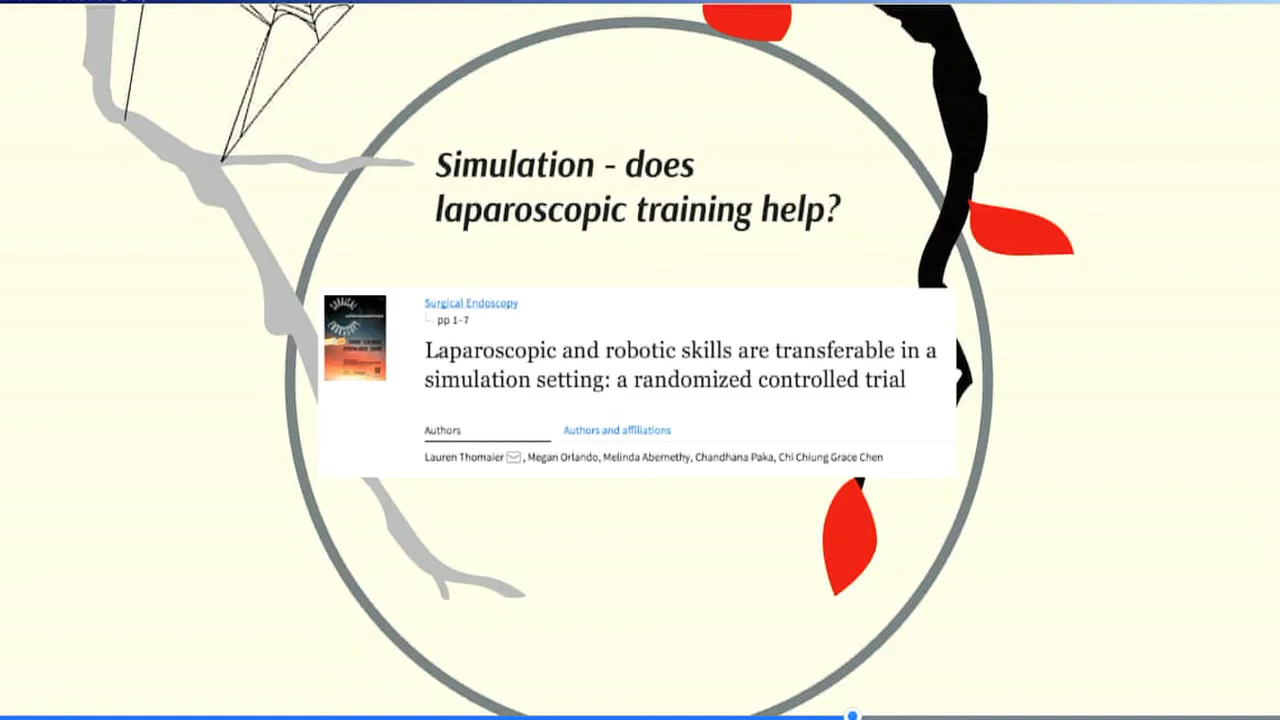 Simulation - does
laparoscopic training help?
SURGICAL
ENDOSCOPY
Surgical Endoscopy
pp 1–7
Laparoscopic and robotic skills are transferable in a
simulation setting: a randomized controlled trial
Authors
Authors and affiliations
Lauren Thomaier , Megan Orlando, Melinda Abernethy, Chandhana Paka, Chi Chiung Grace Chen